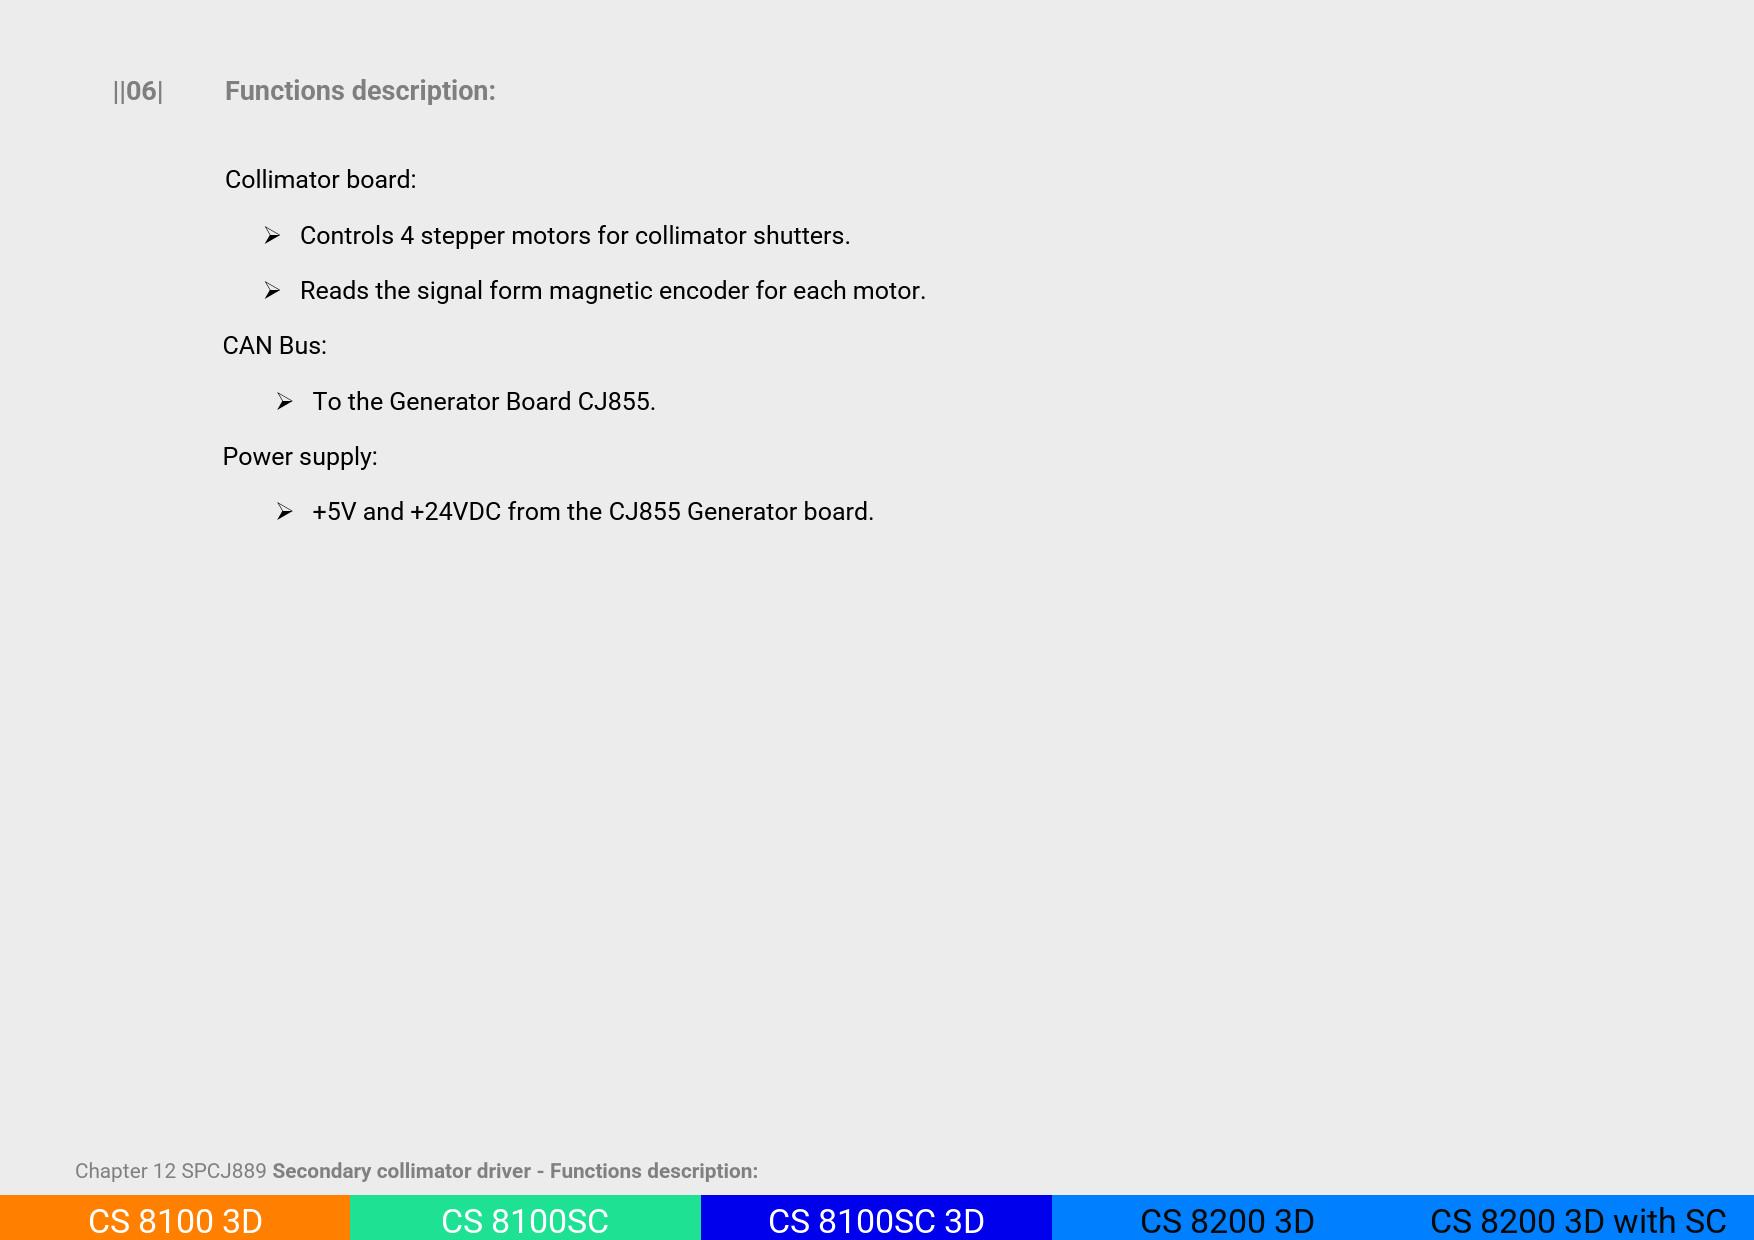 ||06| Functions description:
Collimator board:
➢ Controls 4 stepper motors for collimator shutters.
➢ Reads the signal form magnetic encoder for each motor.
CAN Bus:
➢ To the Generator Board CJ855.
Power supply:
➢ +5V and +24VDC from the CJ855 Generator board.
Chapter 12 SPCJ889 Secondary collimator driver - Functions description:
CS 8100 3D CS 8100SC CS 8100SC 3D CS 8200 3D CS 8200 3D with SC